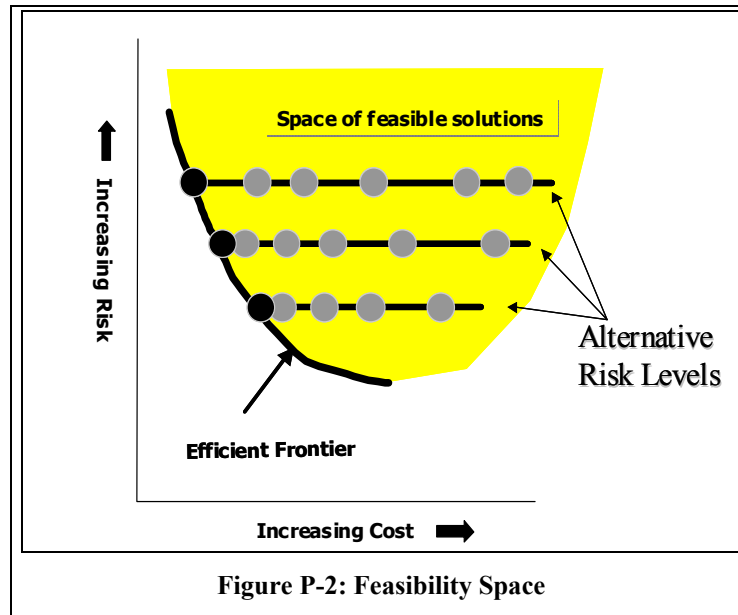 Space of feasible solutions
Increasing Risk
Alternative
Risk Levels
Efficient Frontier
Increasing Cost
Figure P-2: Feasibility Space